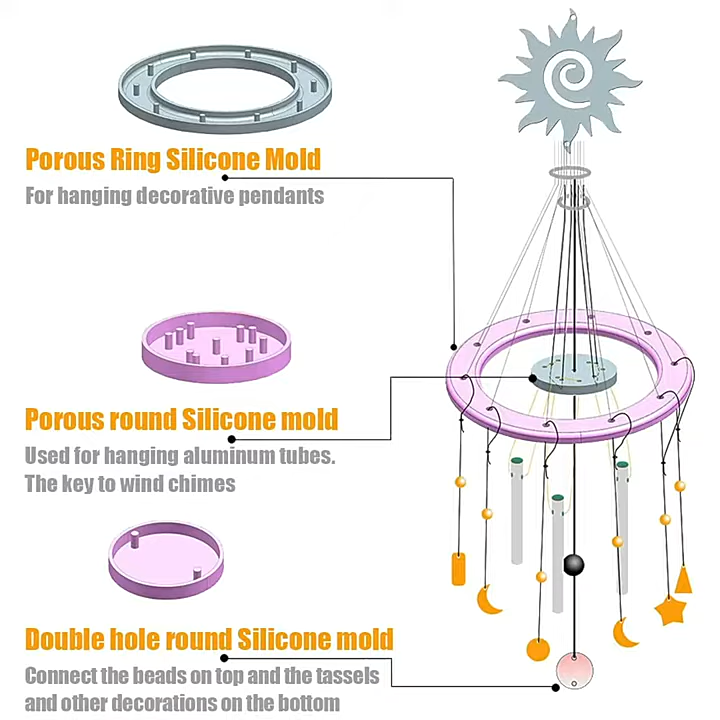 Porous Ring Silicone Mold
For hanging decorative pendants
Porous round Silicone mold
Used for hanging aluminum tubes.
The key to wind chimes
Double hole round Silicone mold
Connect the beads on top and the tassels
and other decorations on the bottom